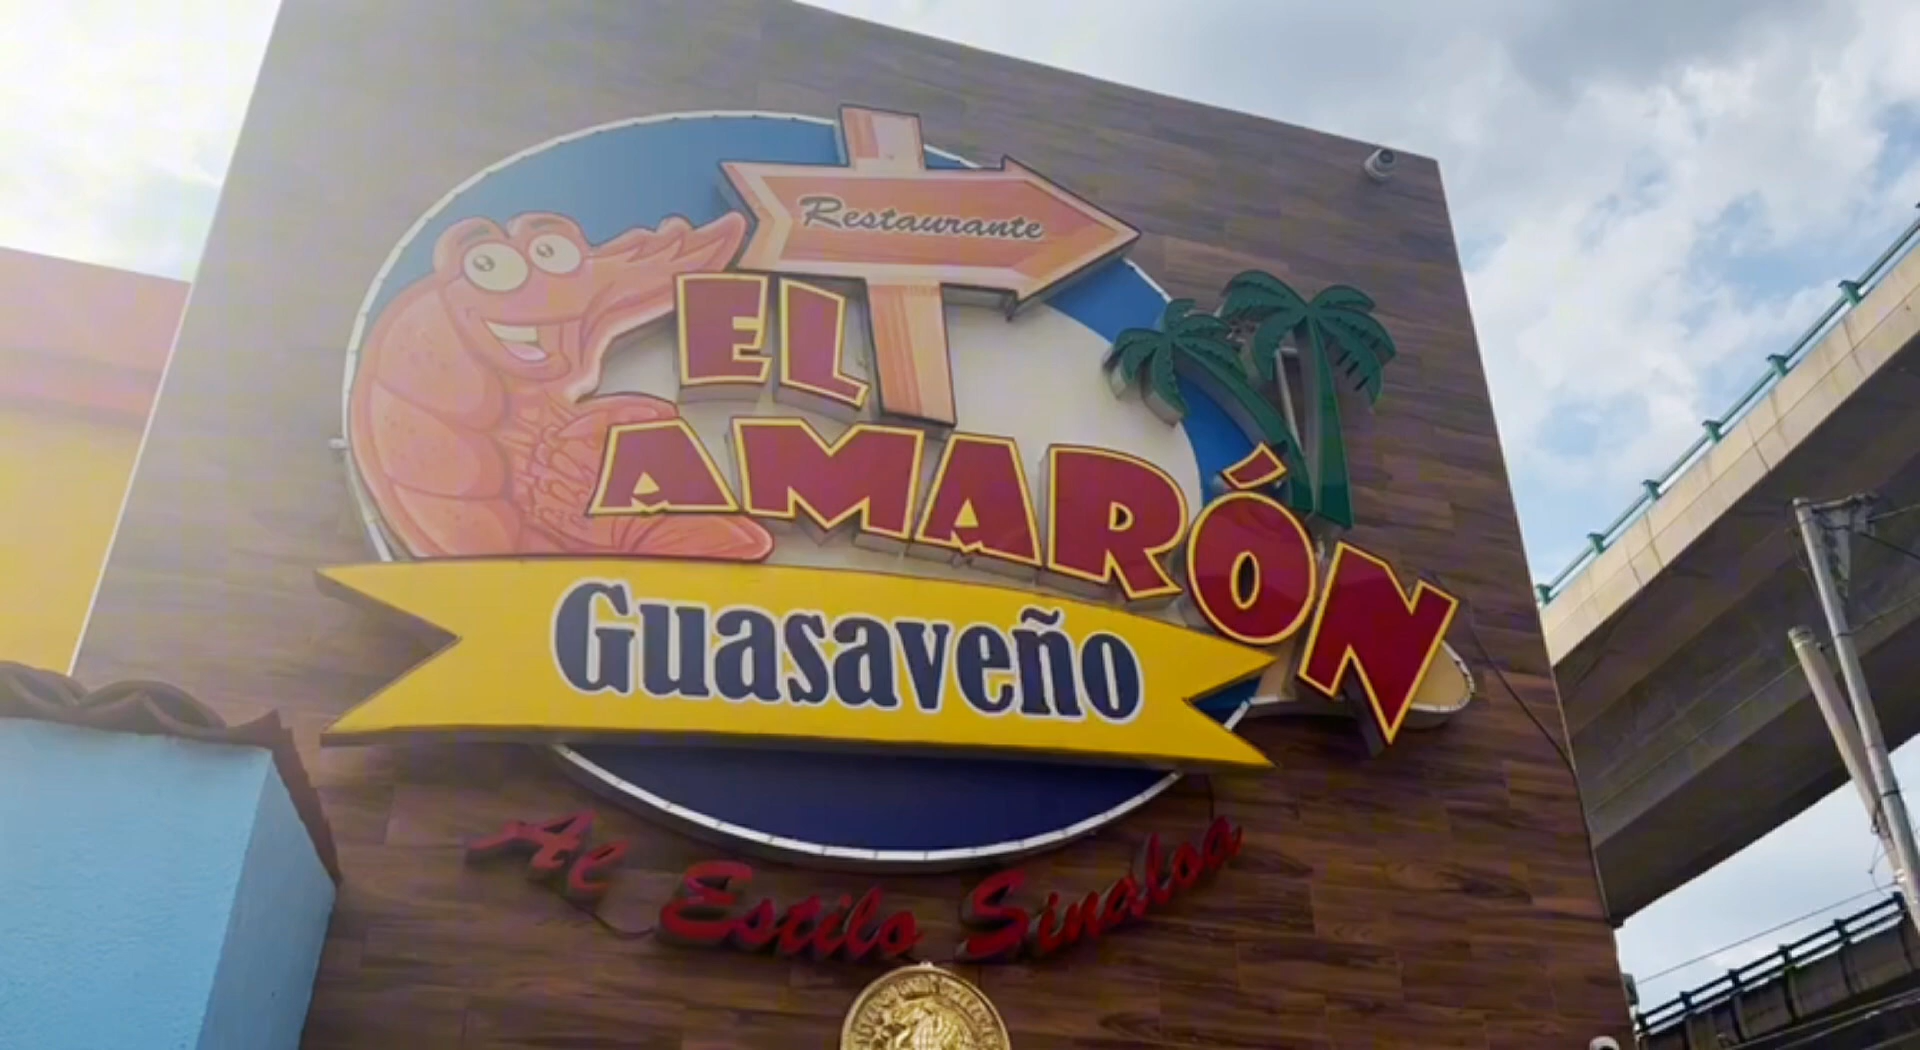 Restaurante
EL
AMARÓN
Guasaveño
Al Estilo Sinaloa